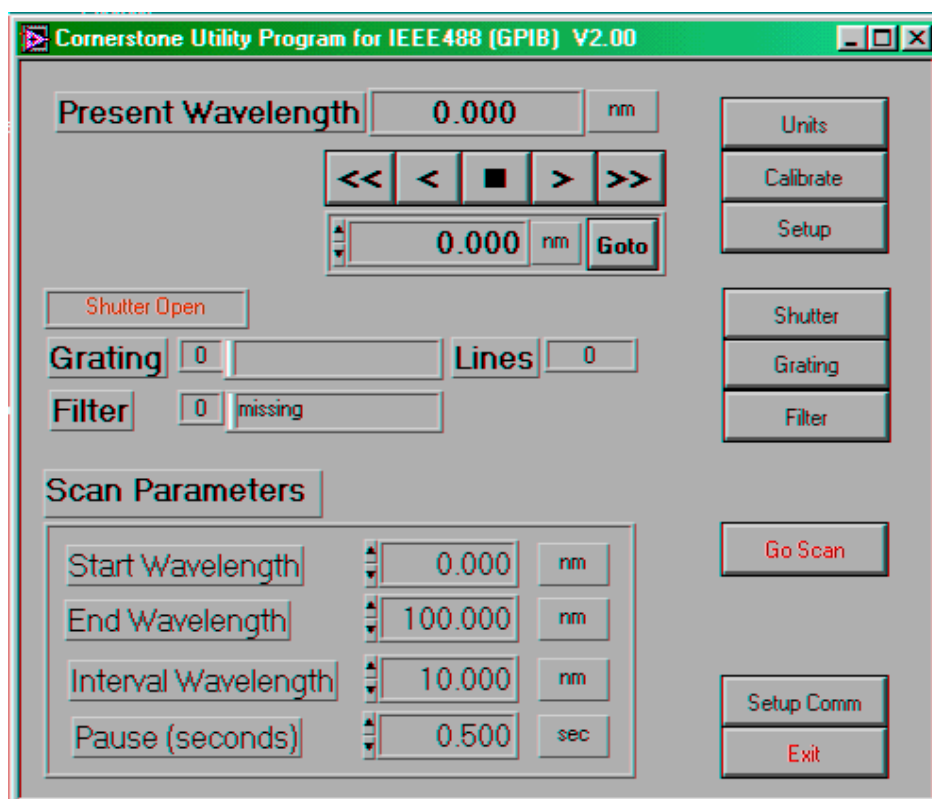 Cornerstone Utility Program for IEEE488 (GPIB) V2.00
Present Wavelength 0.000 nm
Units
<< < ■ > >>
Calibrate
0.000 nm Goto
Setup
Shutter Open
Shutter
Grating 0 Lines 0
Grating
Filter 0 missing
Filter
Scan Parameters
Start Wavelength 0.000 nm
Go Scan
End Wavelength 100.000 nm
Interval Wavelength 10.000 nm
Setup Comm
Pause (seconds) 0.500 sec
Exit